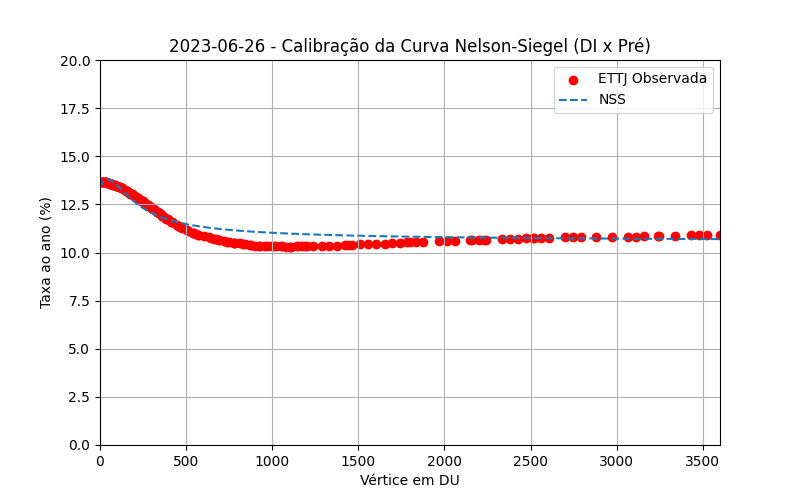 2023-06-26 - Calibração da Curva Nelson-Siegel (DI x Pré)
20.0
17.5
15.0
12.5
10.0
7.5
5.0
2.5
0.0
Taxa ao ano (%)
ETTJ Observada
NSS
0 500 1000 1500 2000 2500 3000 3500
Vértice em DU